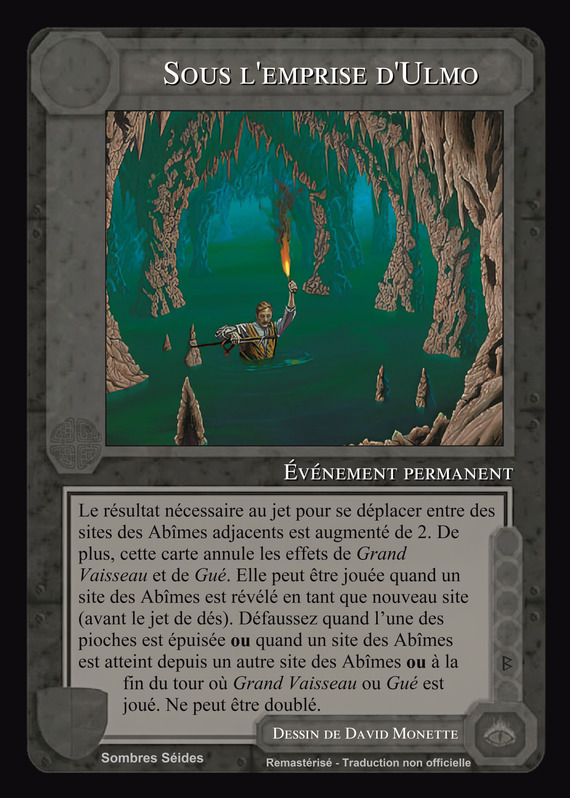 Sous l'emprise d'Ulmo
Événement permanent
Le résultat nécessaire au jet pour se déplacer entre des
sites des Abîmes adjacents est augmenté de 2. De
plus, cette carte annule les effets de Grand
Vaisseau et de Gué. Elle peut être jouée quand un
site des Abîmes est révélé en tant que nouveau site
(avant le jet de dés). Défaussez quand l’une des
pioches est épuisée ou quand un site des Abîmes
est atteint depuis un autre site des Abîmes ou à la
fin du tour où Grand Vaisseau ou Gué est
joué. Ne peut être doublé.
Dessin de David Monette
Sombres Séides
Remastérisé - Traduction non officielle